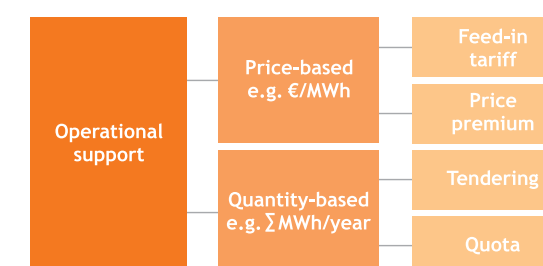 Operational
support
Price-based
e.g. €/MWh
Feed-in
tariff
Price
premium
Quantity-based
e.g. ∑MWh/year
Tendering
Quota